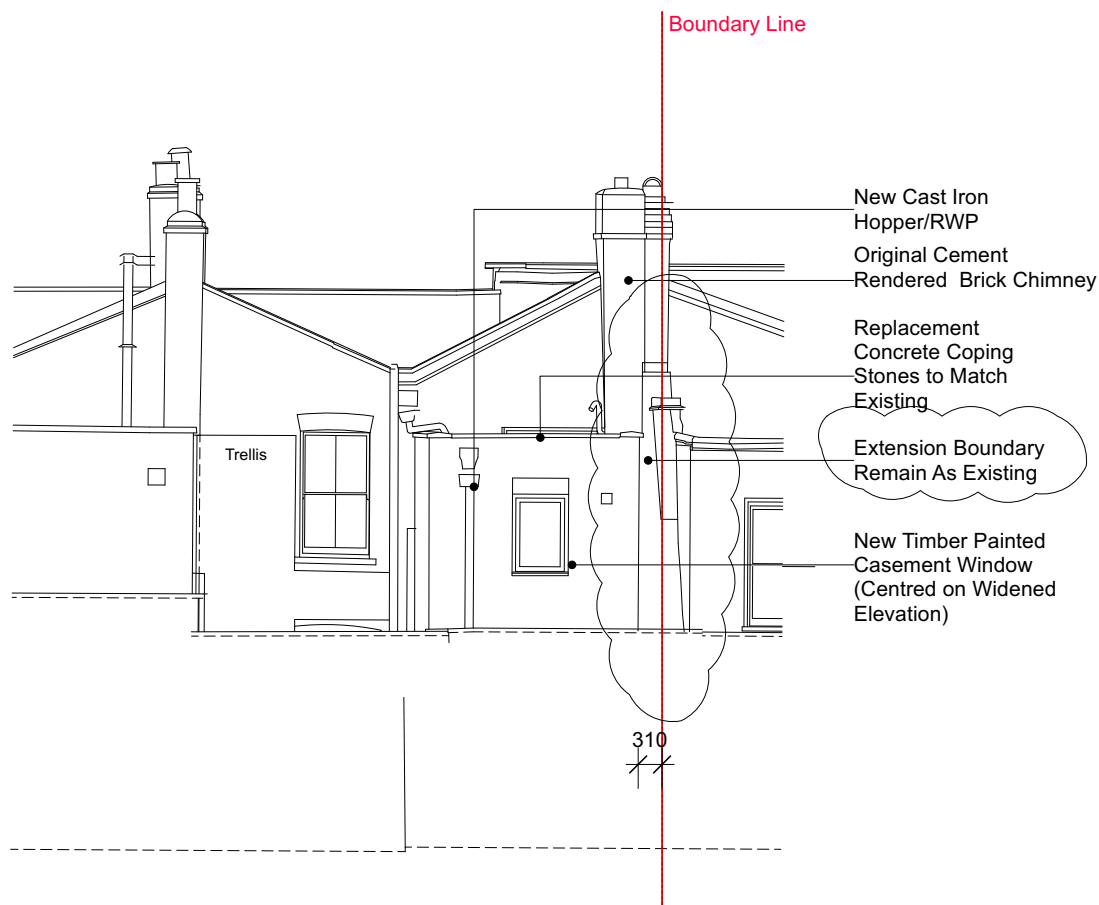 Boundary Line
New Cast Iron
Hopper/RWP
Original Cement
Rendered Brick Chimney
Replacement
Concrete Coping
Stones to Match
Existing
Trellis
Extension Boundary
Remain As Existing
New Timber Painted
Casement Window
(Centred on Widened
Elevation)
310